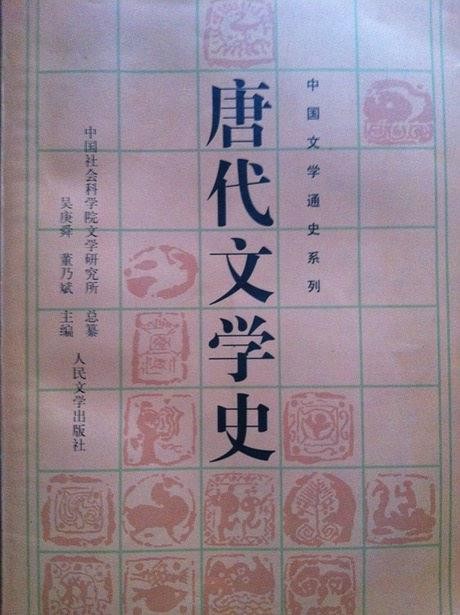 中国文学通史系列
唐代文学史
中国社会科学院文学研究所 总纂
吴庚舜 董乃斌 主编
人民文学出版社